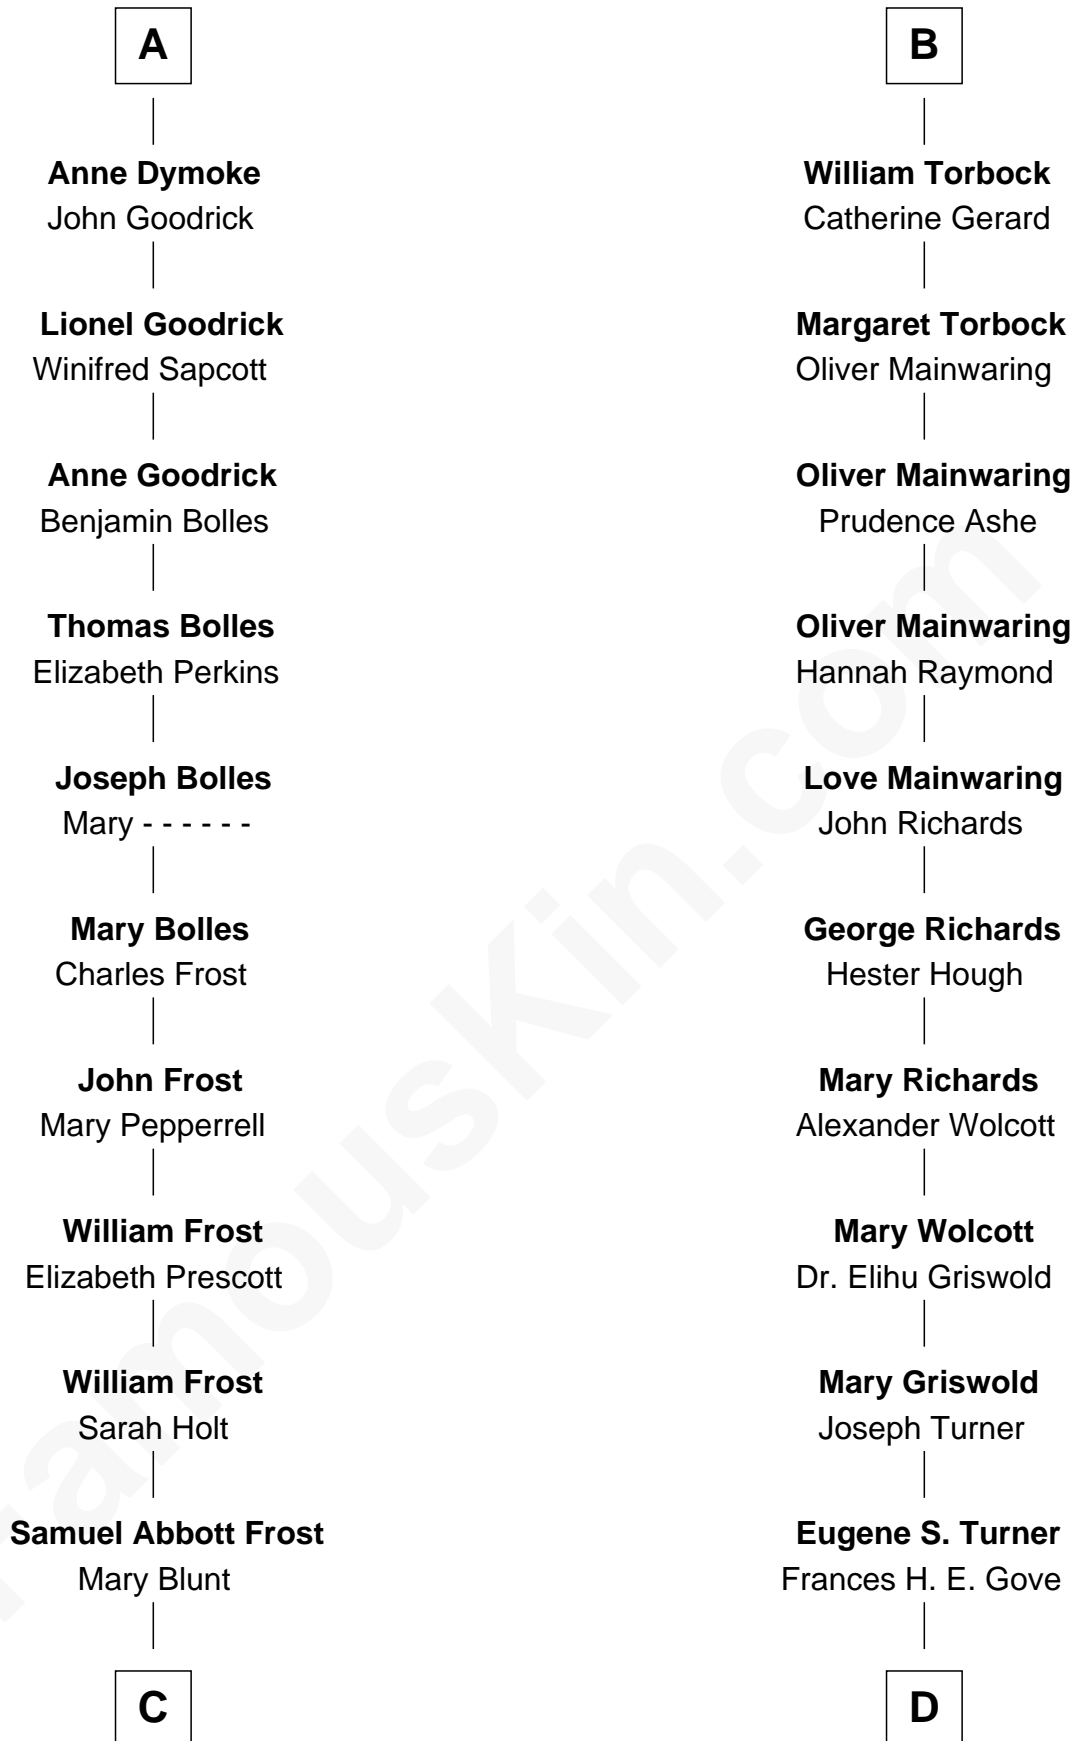 A
Anne Dymoke
John Goodrick
Lionel Goodrick
Winifred Sapcott
Anne Goodrick
Benjamin Bolles
Thomas Bolles
Elizabeth Perkins
Joseph Bolles
Mary - - - - - -
Mary Bolles
Charles Frost
John Frost
Mary Pepperrell
William Frost
Elizabeth Prescott
William Frost
Sarah Holt
Samuel Abbott Frost
Mary Blunt
C
B
William Torbock
Catherine Gerard
Margaret Torbock
Oliver Mainwaring
Oliver Mainwaring
Prudence Ashe
Oliver Mainwaring
Hannah Raymond
Love Mainwaring
John Richards
George Richards
Hester Hough
Mary Richards
Alexander Wolcott
Mary Wolcott
Dr. Elihu Griswold
Mary Griswold
Joseph Turner
Eugene S. Turner
Frances H. E. Gove
D
FamousKin.com